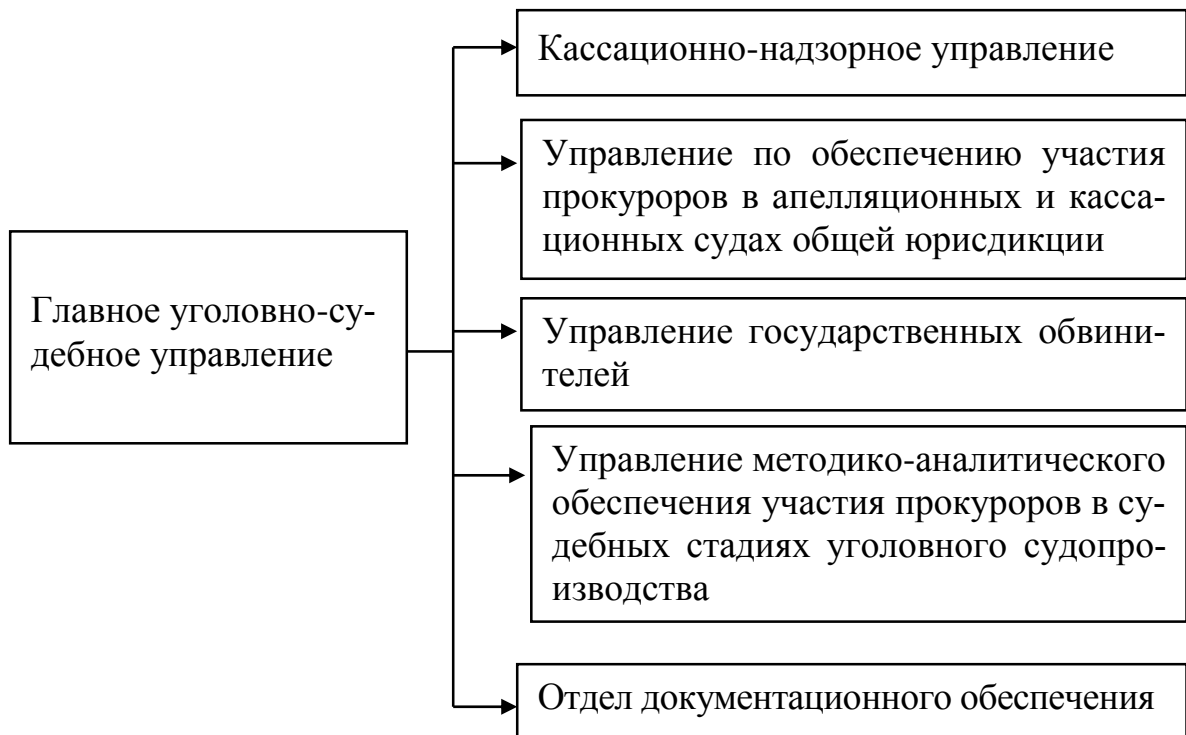 Кассационно-надзорное управление
Управление по обеспечению участия
прокуроров в апелляционных и касса-
ционных судах общей юрисдикции
Главное уголовно-су-
дебное управление
Управление государственных обвини-
телей
Управление методико-аналитического
обеспечения участия прокуроров в су-
дебных стадиях уголовного судопро-
изводства
Отдел документационного обеспечения